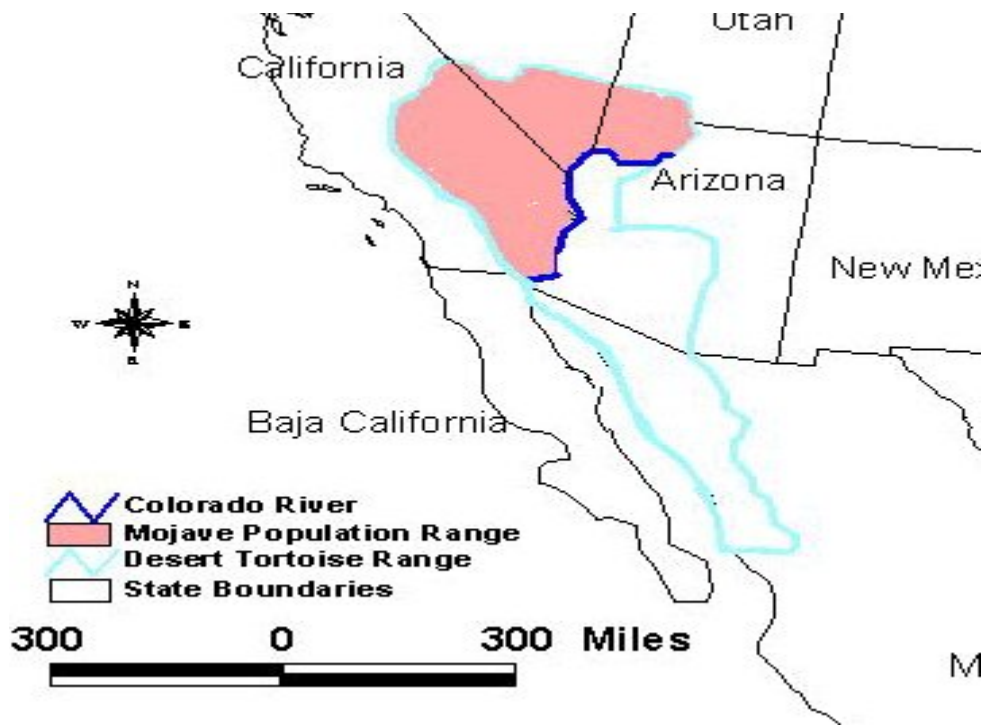 Utah
California
Arizona
New Mex
N
W E
S
Baja California
Colorado River
Mojave Population Range
Desert Tortoise Range
State Boundaries
300 0 300 Miles
M